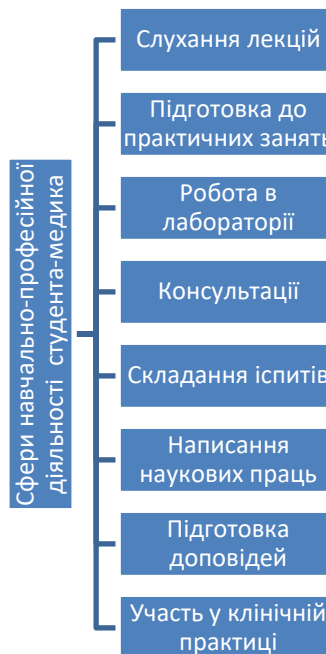 Сфери навчально-професійної
діяльності студента-медика
Слухання лекцій
Підготовка до
практичних занять
Робота в
лабораторії
Консультації
Складання іспитів
Написання
наукових праць
Підготовка
доповідей
Участь у клінічній
практиці